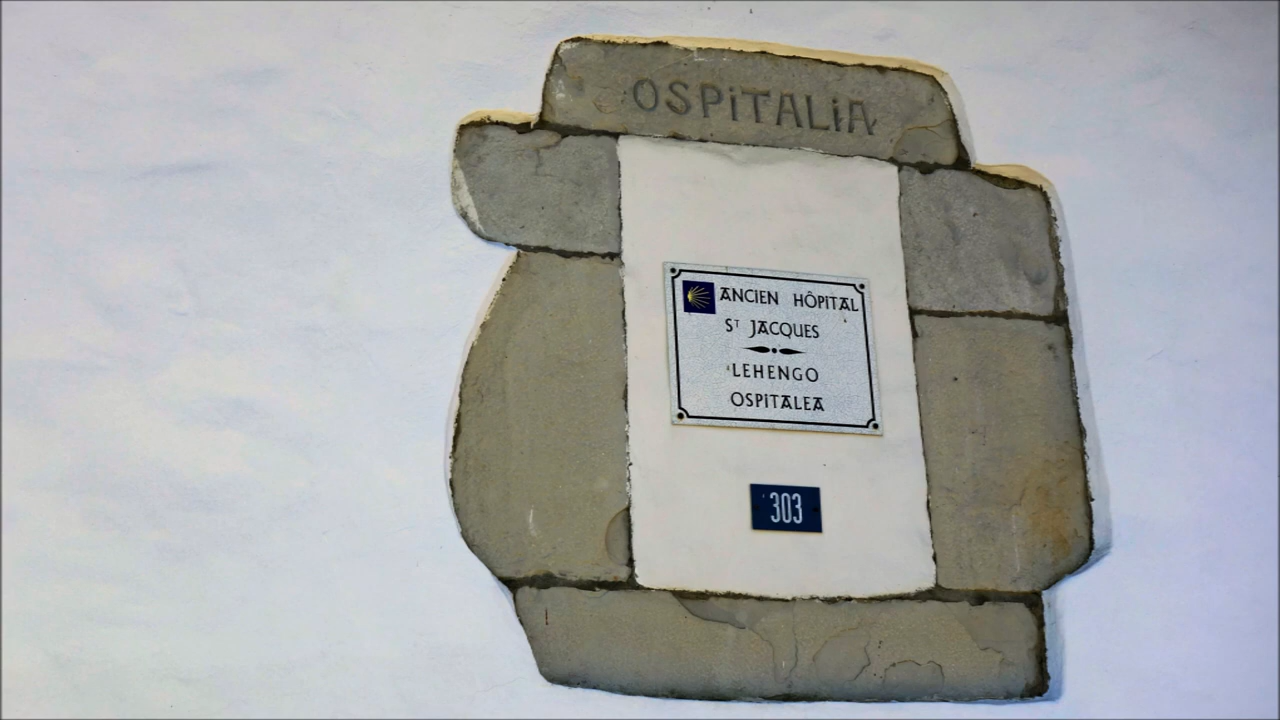 OSPiTALiA
ANCIEN HÔPITAL
ST JACQUES
LEHENGO
OSPITALEA
303